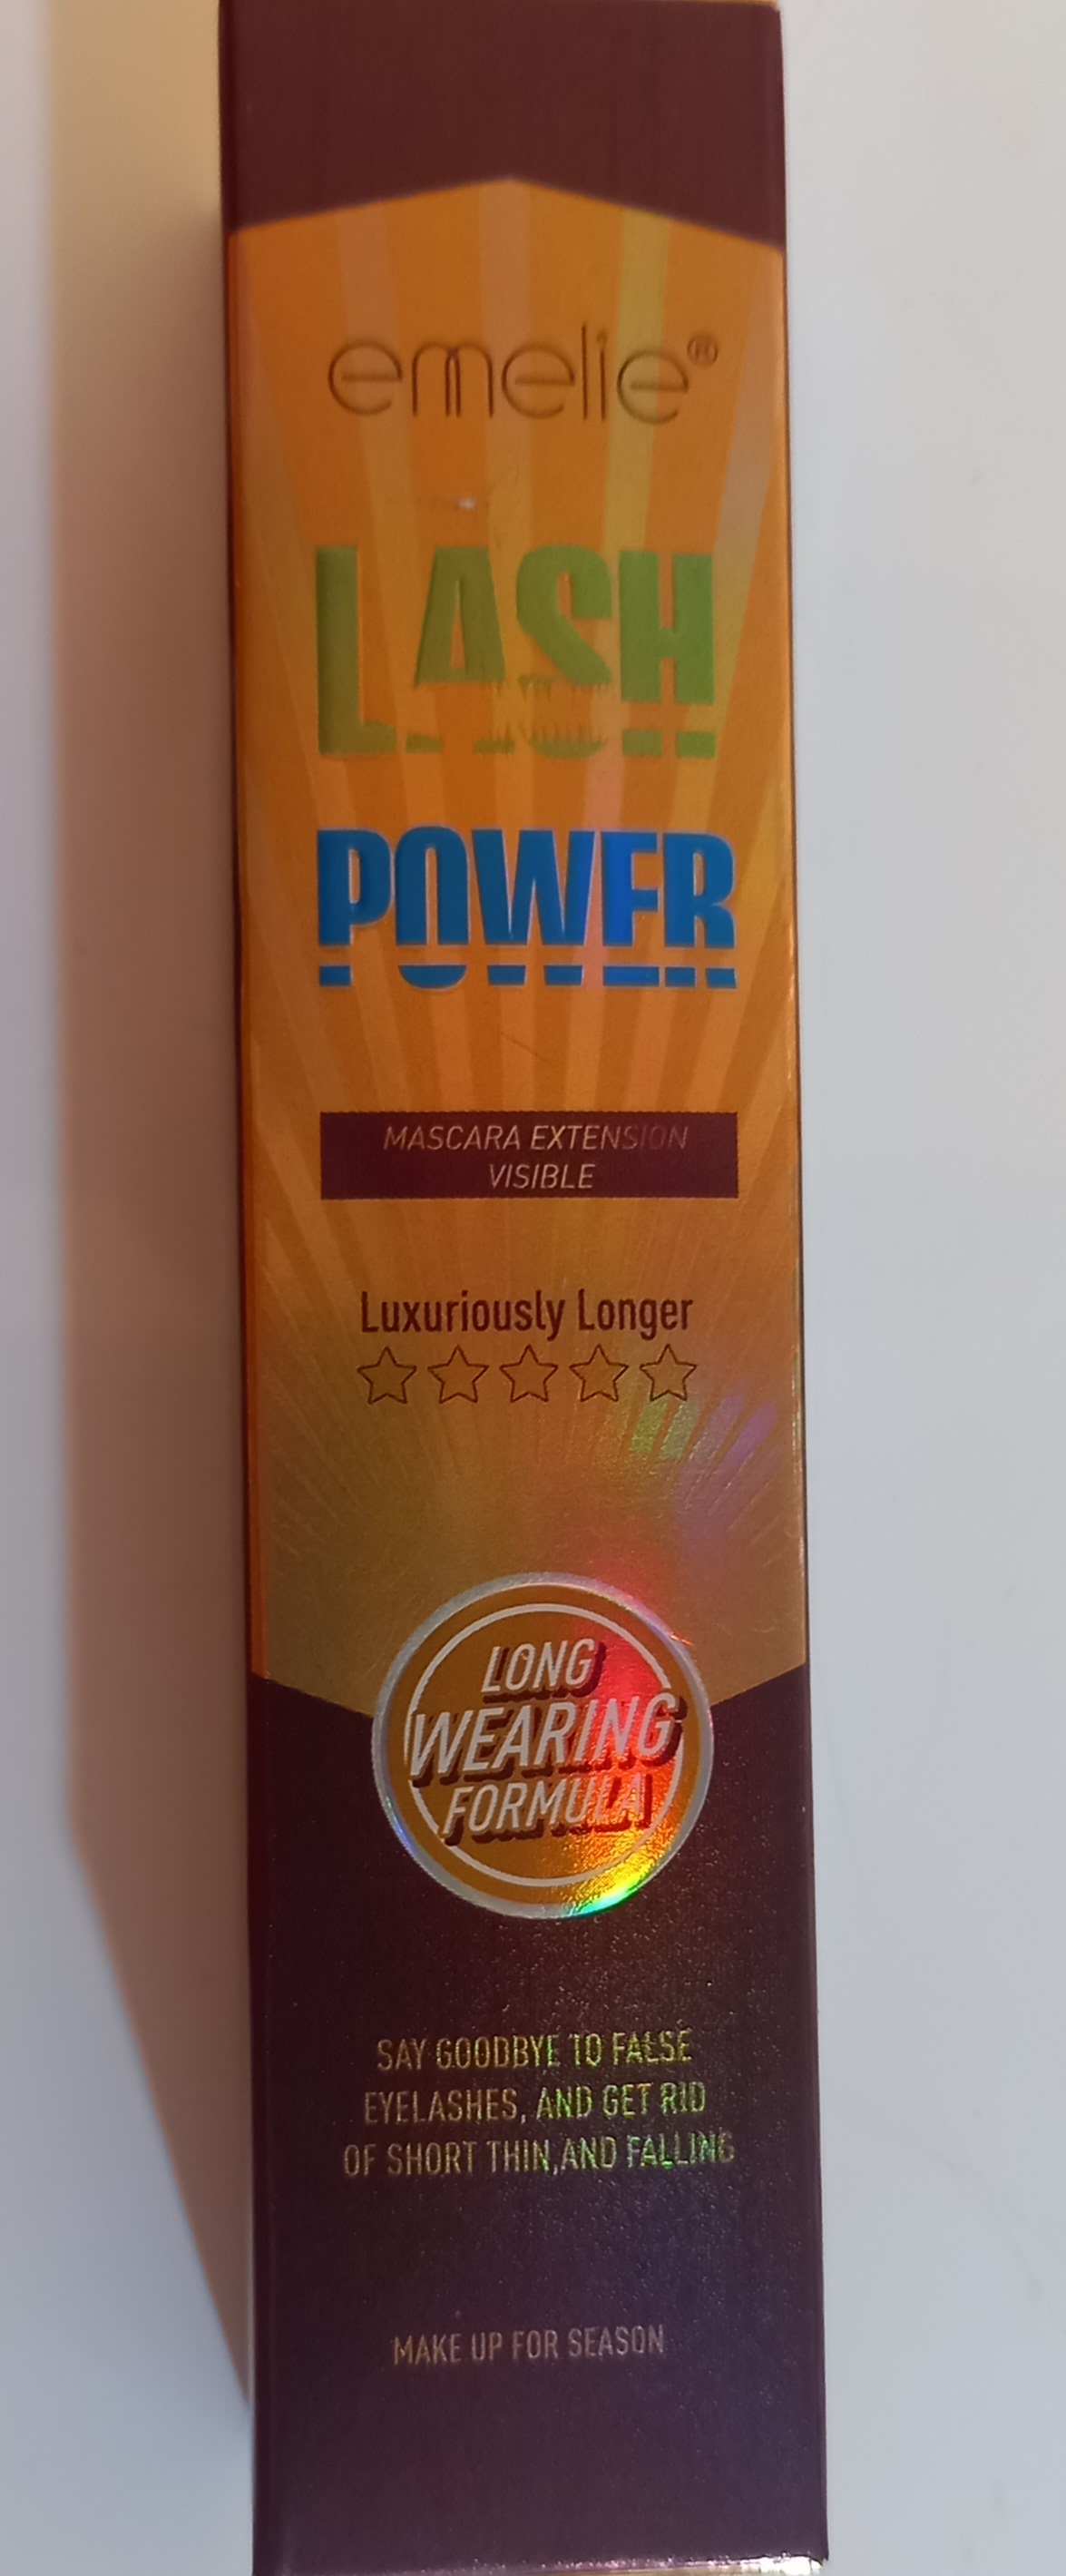 emelie®
LASH
POWER
MASCARA EXTENSION
VISIBLE
Luxuriously Longer
LONG
WEARING
FORMULA
SAY GOODBYE TO FALSE
EYELASHES, AND GET RID
OF SHORT THIN,AND FALLING
MAKE UP FOR SEASON